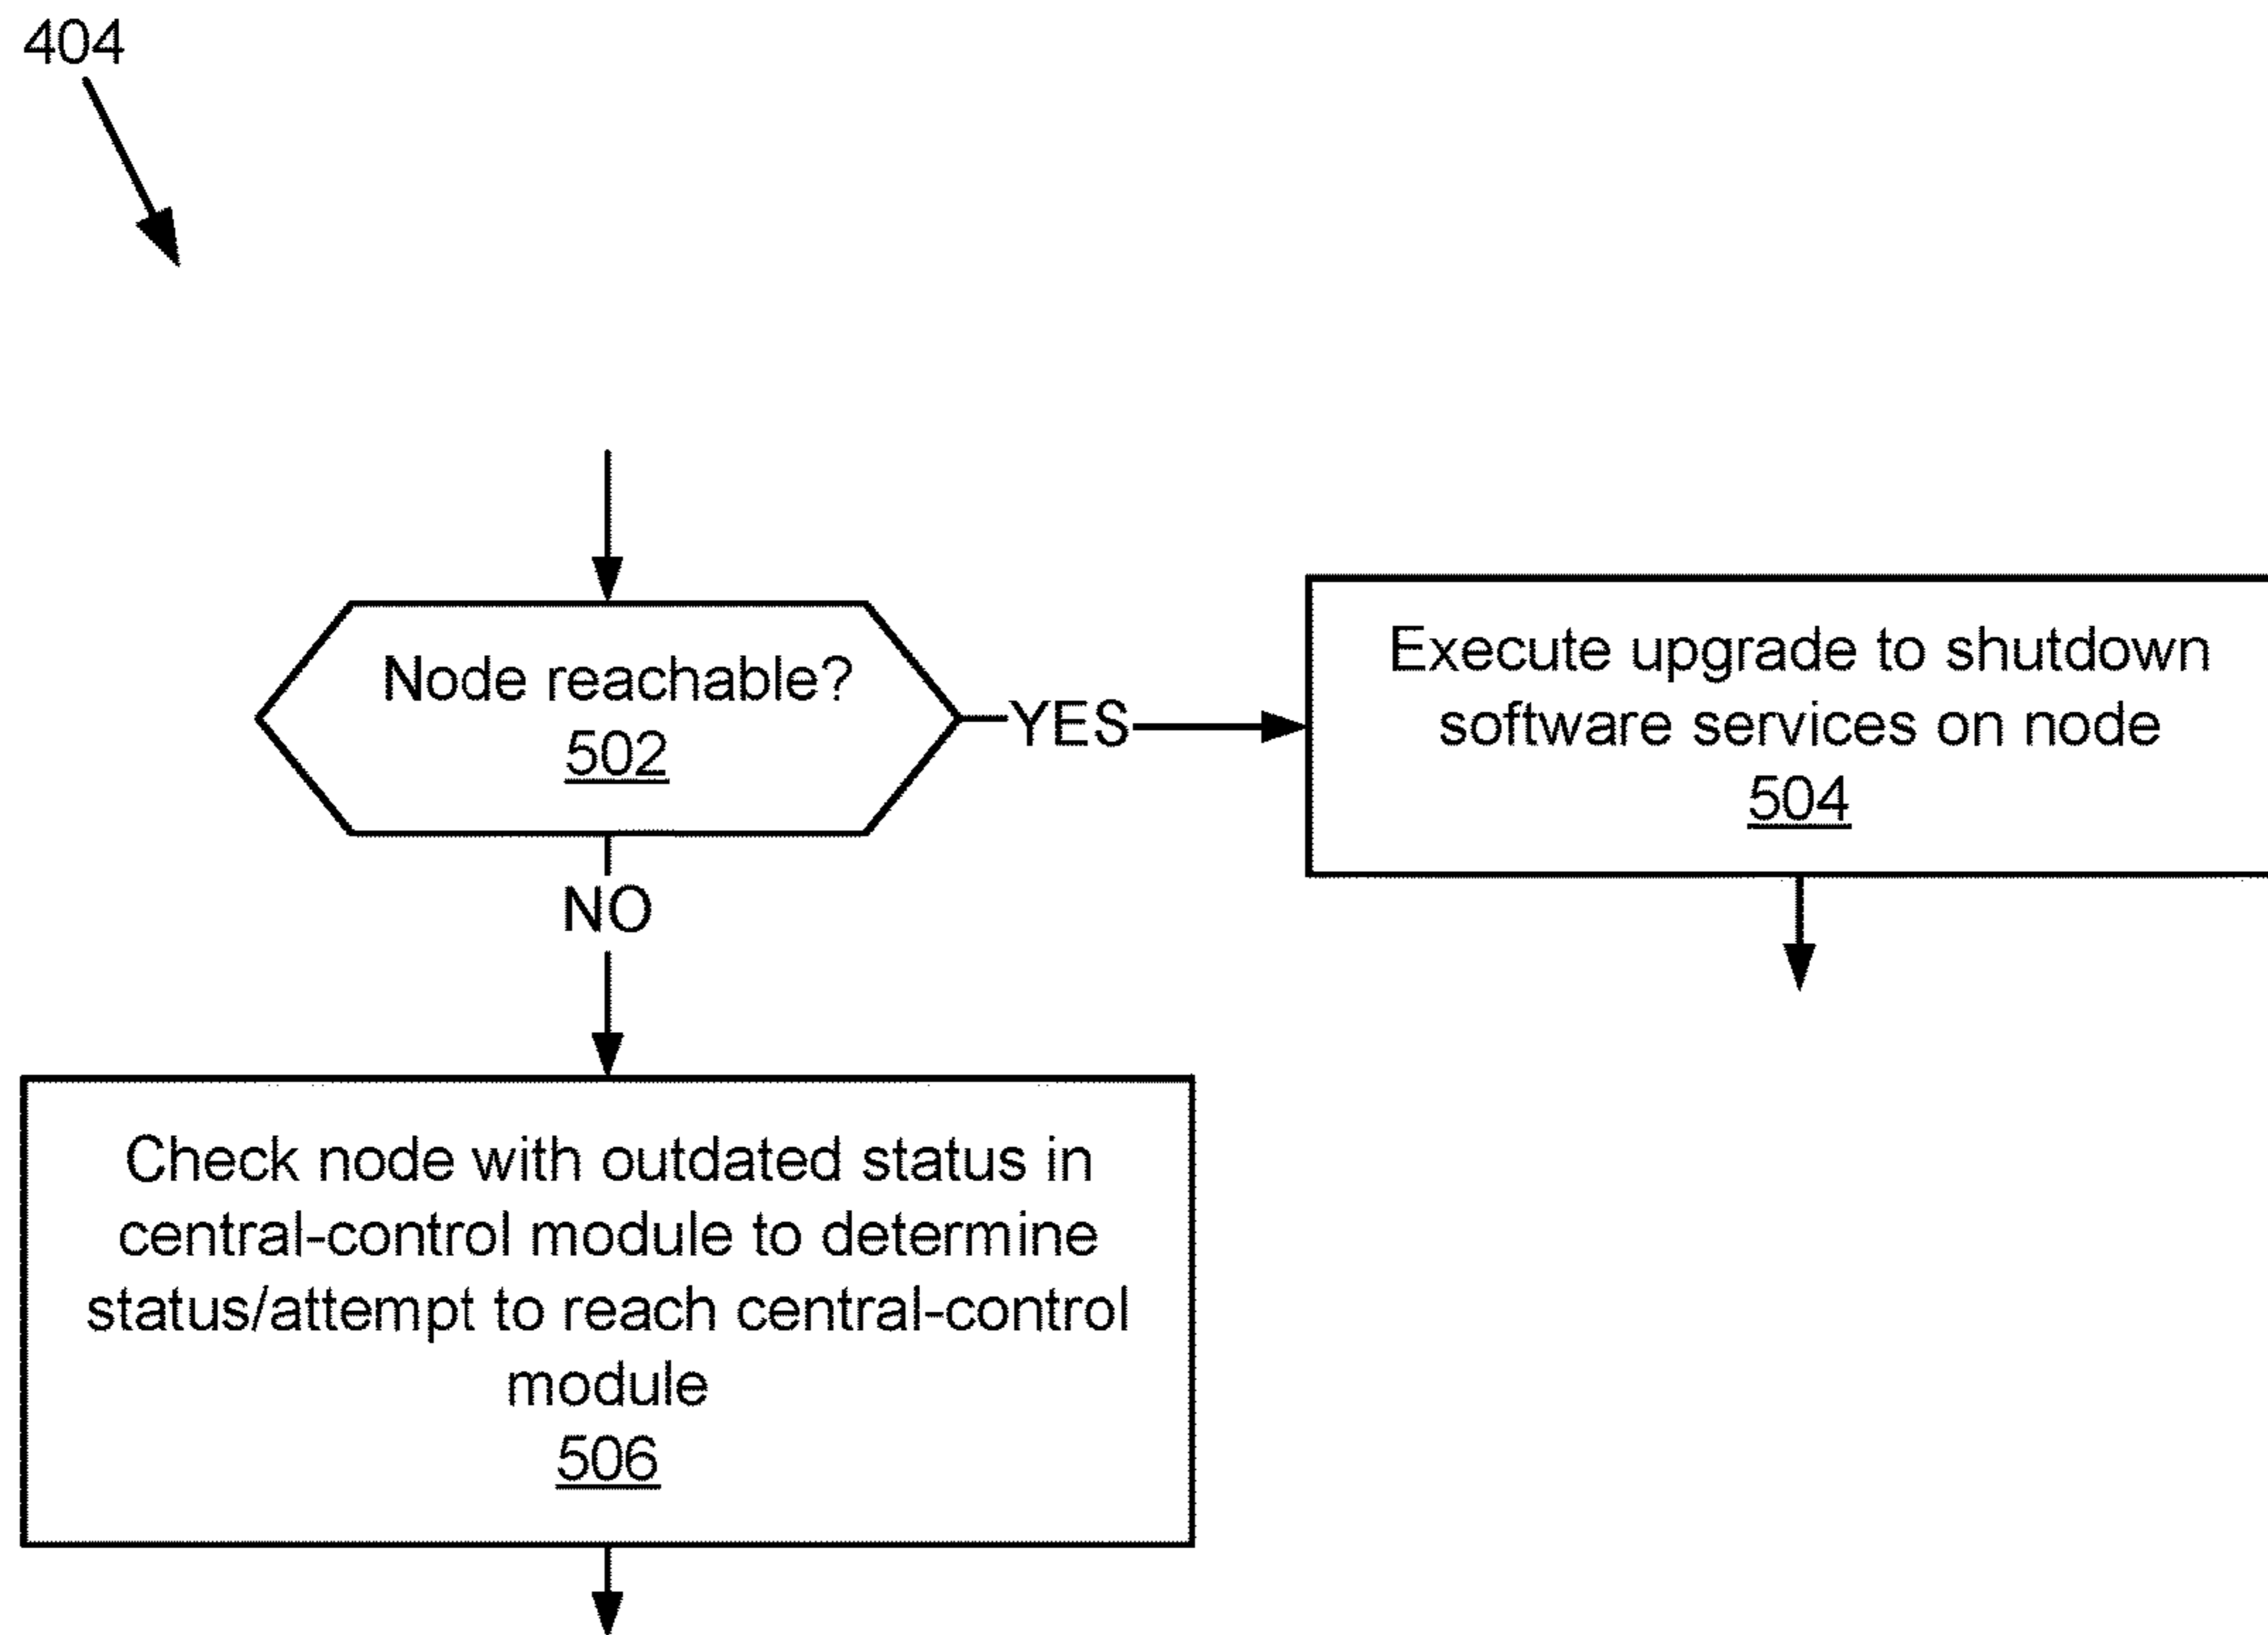 404
Node reachable?
502
YES
Execute upgrade to shutdown
software services on node
504
NO
Check node with outdated status in
central-control module to determine
status/attempt to reach central-control
module
506